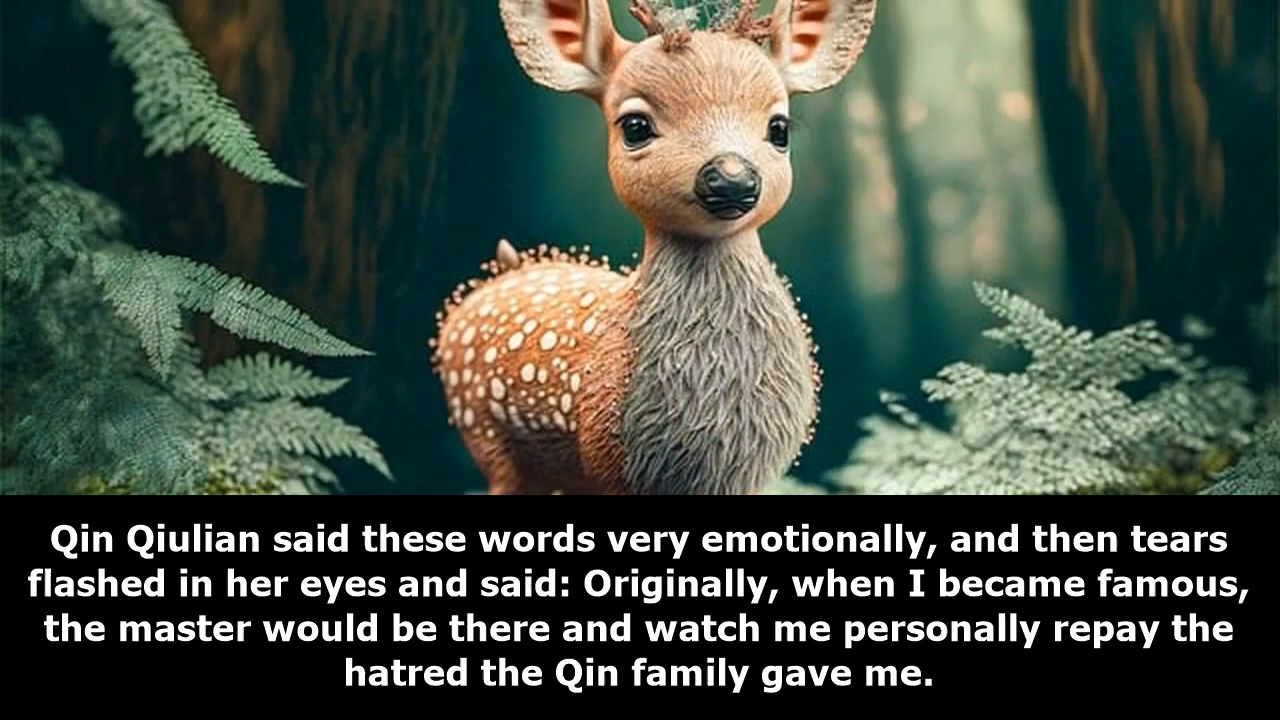 Qin Qiulian said these words very emotionally, and then tears
flashed in her eyes and said: Originally, when I became famous,
the master would be there and watch me personally repay the
hatred the Qin family gave me.